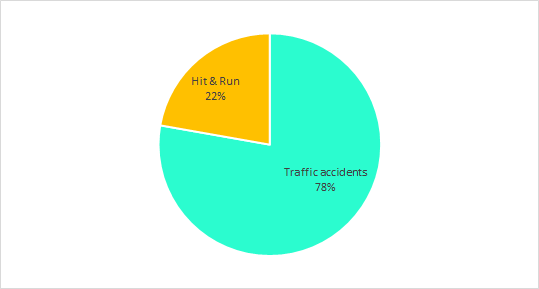 Hit & Run
22%
Traffic accidents
78%